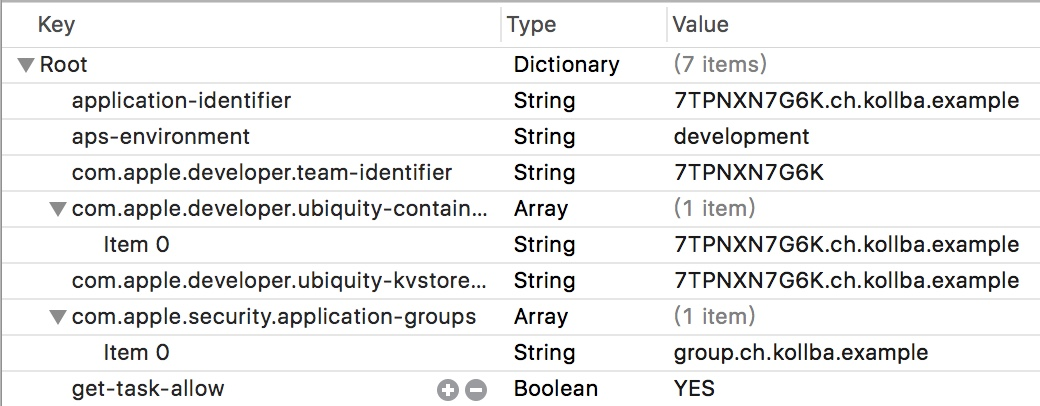 Key Type Value
Root Dictionary (7 items)
application-identifier String 7TPNXN7G6K.ch.kollba.example
aps-environment String development
com.apple.developer.team-identifier String 7TPNXN7G6K
com.apple.developer.ubiquity-contain... Array (1 item)
Item 0 String 7TPNXN7G6K.ch.kollba.example
com.apple.developer.ubiquity-kvstore... String 7TPNXN7G6K.ch.kollba.example
com.apple.security.application-groups Array (1 item)
Item 0 String group.ch.kollba.example
get-task-allow Boolean YES